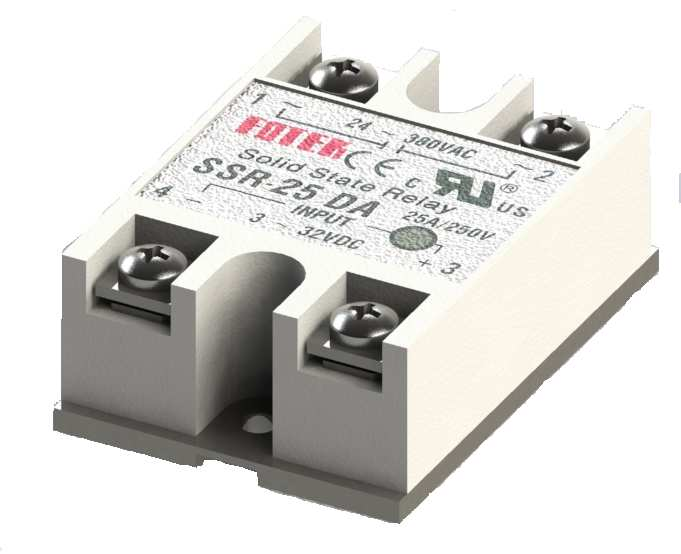 1 ~ 24 ~ 380VAC ~ 2
FOTEK CE c RU ® US
Solid State Relay
SSR-25 DA 25A/250V
4 - INPUT + 3
3 ~ 32VDC